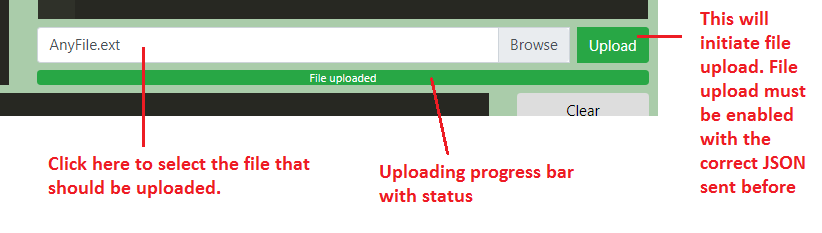 AnyFile.ext
Browse
Upload
File uploaded
Clear
This will
initiate file
upload. File
upload must
be enabled
with the
correct JSON
sent before
Click here to select the file that
should be uploaded.
Uploading progress bar
with status